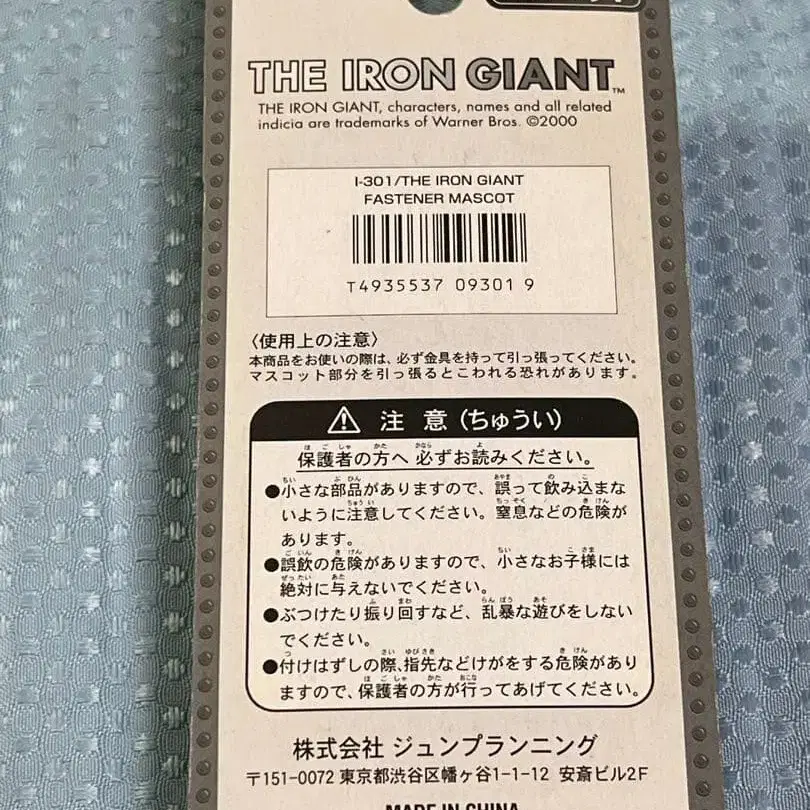 THE IRON GIANT™
THE IRON GIANT, characters, names and all related
indicia are trademarks of Warner Bros. ©2000
I-301/THE IRON GIANT
FASTENER MASCOT
T4935537 09301 9
〈使用上の注意〉
本商品をお使いの際は、必ず金具を持って引っ張ってください。
マスコット部分を引っ張るとこわれる恐れがあります。
⚠ 注 意 (ちゅうい)
保護者の方へ 必ずお読みください。
●小さな部品がありますので、誤って飲み込まな
いように注意してください。窒息などの危険が
あります。
●誤飲の危険がありますので、小さなお子様には
絶対に与えないでください。
●ぶつけたり振り回すなど、乱暴な遊びをしない
でください。
●付けはずしの際、指先などけがをする危険があり
ますので、保護者の方が行ってあげてください。
株式会社 ジュンプランニング
〒151-0072 東京都渋谷区幡ヶ谷1-1-12 安斎ビル2F
MADE IN CHINA